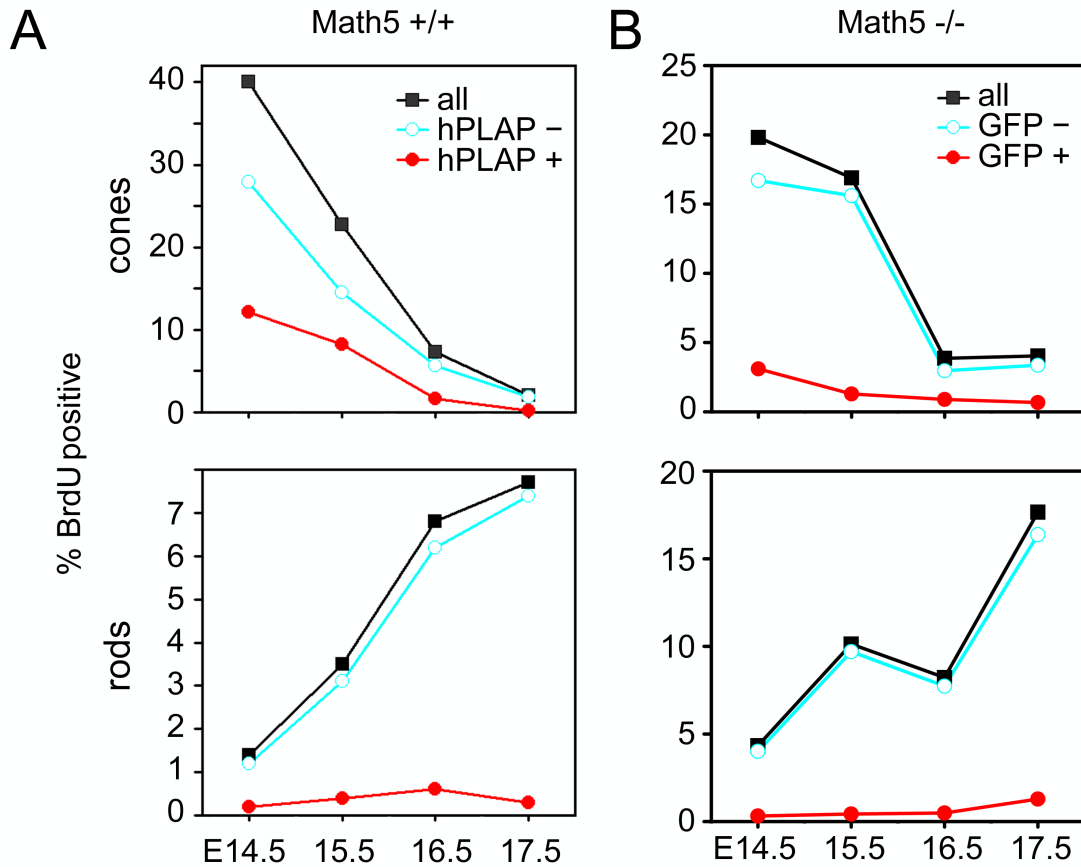 A
Math5 +/+
B
Math5 -/-
% BrdU positive
cones
40
30
20
10
0
all
hPLAP −
hPLAP +
25
20
15
10
5
0
all
GFP −
GFP +
rods
7
6
5
4
3
2
1
0
E14.5 15.5 16.5 17.5
20
15
10
5
0
E14.5 15.5 16.5 17.5